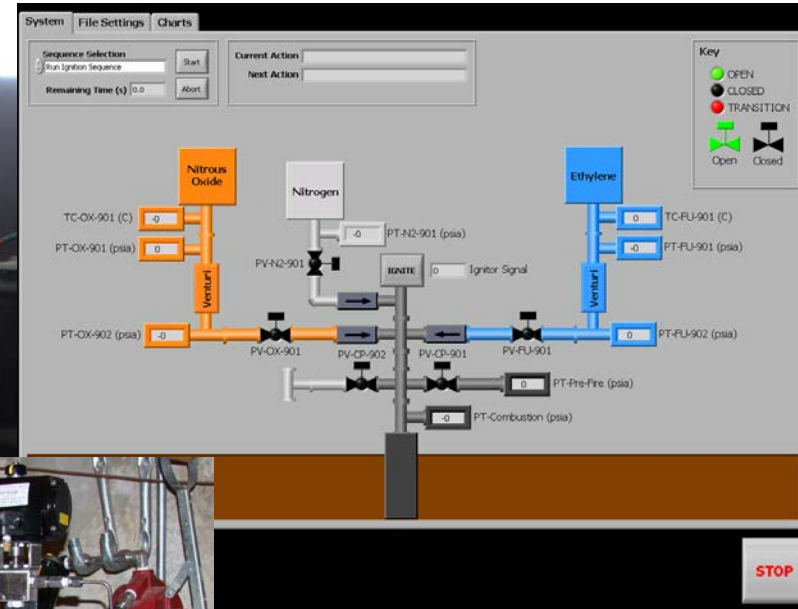 System File Settings Charts
Sequence Selection
Run Ignition Sequence
Start
Remaining Time (s) 0.0
Abort
Current Action
Next Action
Key
OPEN
CLOSED
TRANSITION
Open Closed
Nitrous
Oxide
Nitrogen
Ethylene
TC-OX-901 (C) -0
PT-OX-901 (psia) 0
Venturi
PT-OX-902 (psia) -0
PV-OX-901
-0 PT-N2-901 (psia)
PV-N2-901
IGNITE 0 Ignitor Signal
PV-CP-902 PV-CP-901
0 TC-FU-901 (C)
-0 PT-FU-901 (psia)
Venturi
PV-FU-901
0 PT-FU-902 (psia)
0 PT-Pre-Fire (psia)
-0 PT-Combustion (psia)
STOP